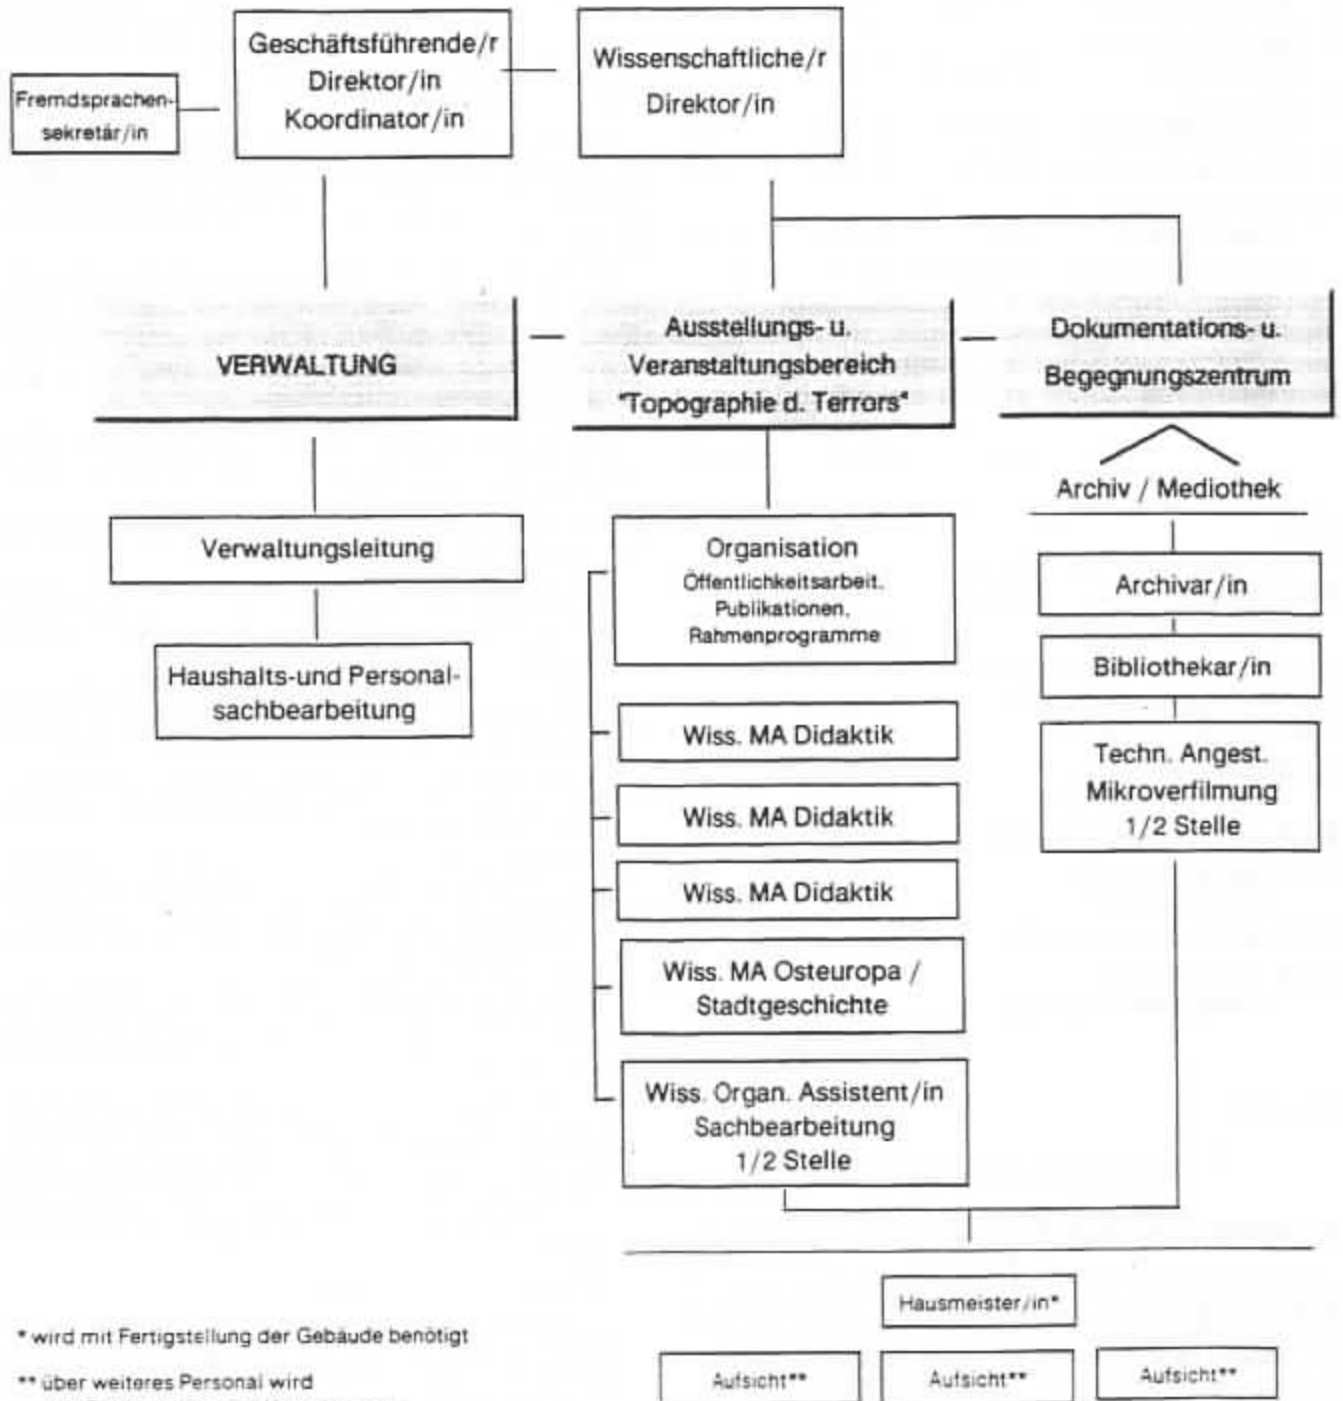 Geschäftsführende/r
Direktor/in
Koordinator/in
Wissenschaftliche/r
Direktor/in
Fremdsprachen-
sekretär/in
VERWALTUNG
Ausstellungs- u.
Veranstaltungsbereich
"Topographie d. Terrors"
Dokumentations- u.
Begegnungszentrum
Verwaltungsleitung
Haushalts-und Personal-
sachbearbeitung
Organisation
Öffentlichkeitsarbeit,
Publikationen,
Rahmenprogramme
Wiss. MA Didaktik
Wiss. MA Didaktik
Wiss. MA Didaktik
Wiss. MA Osteuropa /
Stadtgeschichte
Wiss. Organ. Assistent/in
Sachbearbeitung
1/2 Stelle
Archiv / Mediothek
Archivar/in
Bibliothekar/in
Techn. Angest.
Mikroverfilmung
1/2 Stelle
Hausmeister/in*
Aufsicht**
Aufsicht**
Aufsicht**
* wird mit Fertigstellung der Gebäude benötigt
** über weiteres Personal wird